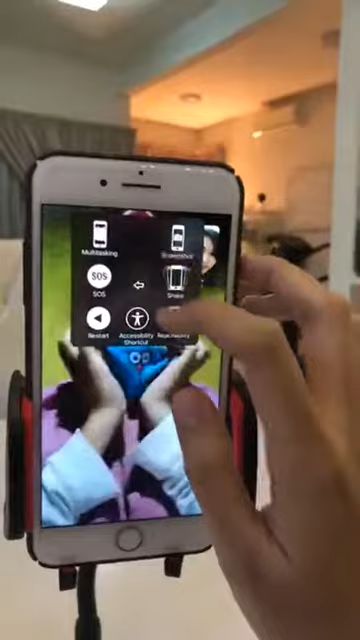 Multitasking
Screenshot
SOS
SOS
Shake
Restart
Accessibility
Shortcut
Reachability